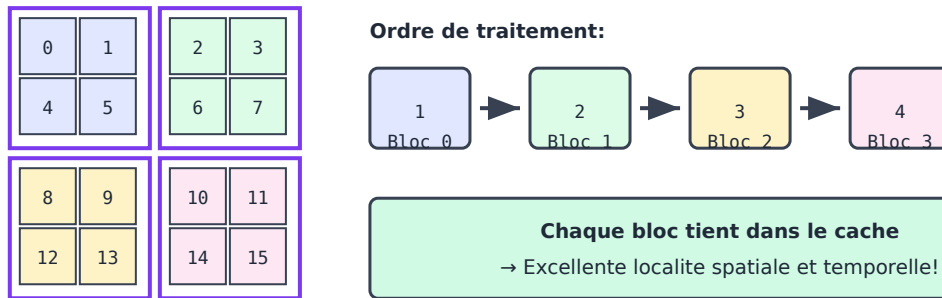 0 1 2 3
4 5 6 7
8 9 10 11
12 13 14 15
Ordre de traitement:
1 2 3 4
Bloc 0 Bloc 1 Bloc 2 Bloc 3
Chaque bloc tient dans le cache
→ Excellente localite spatiale et temporelle!